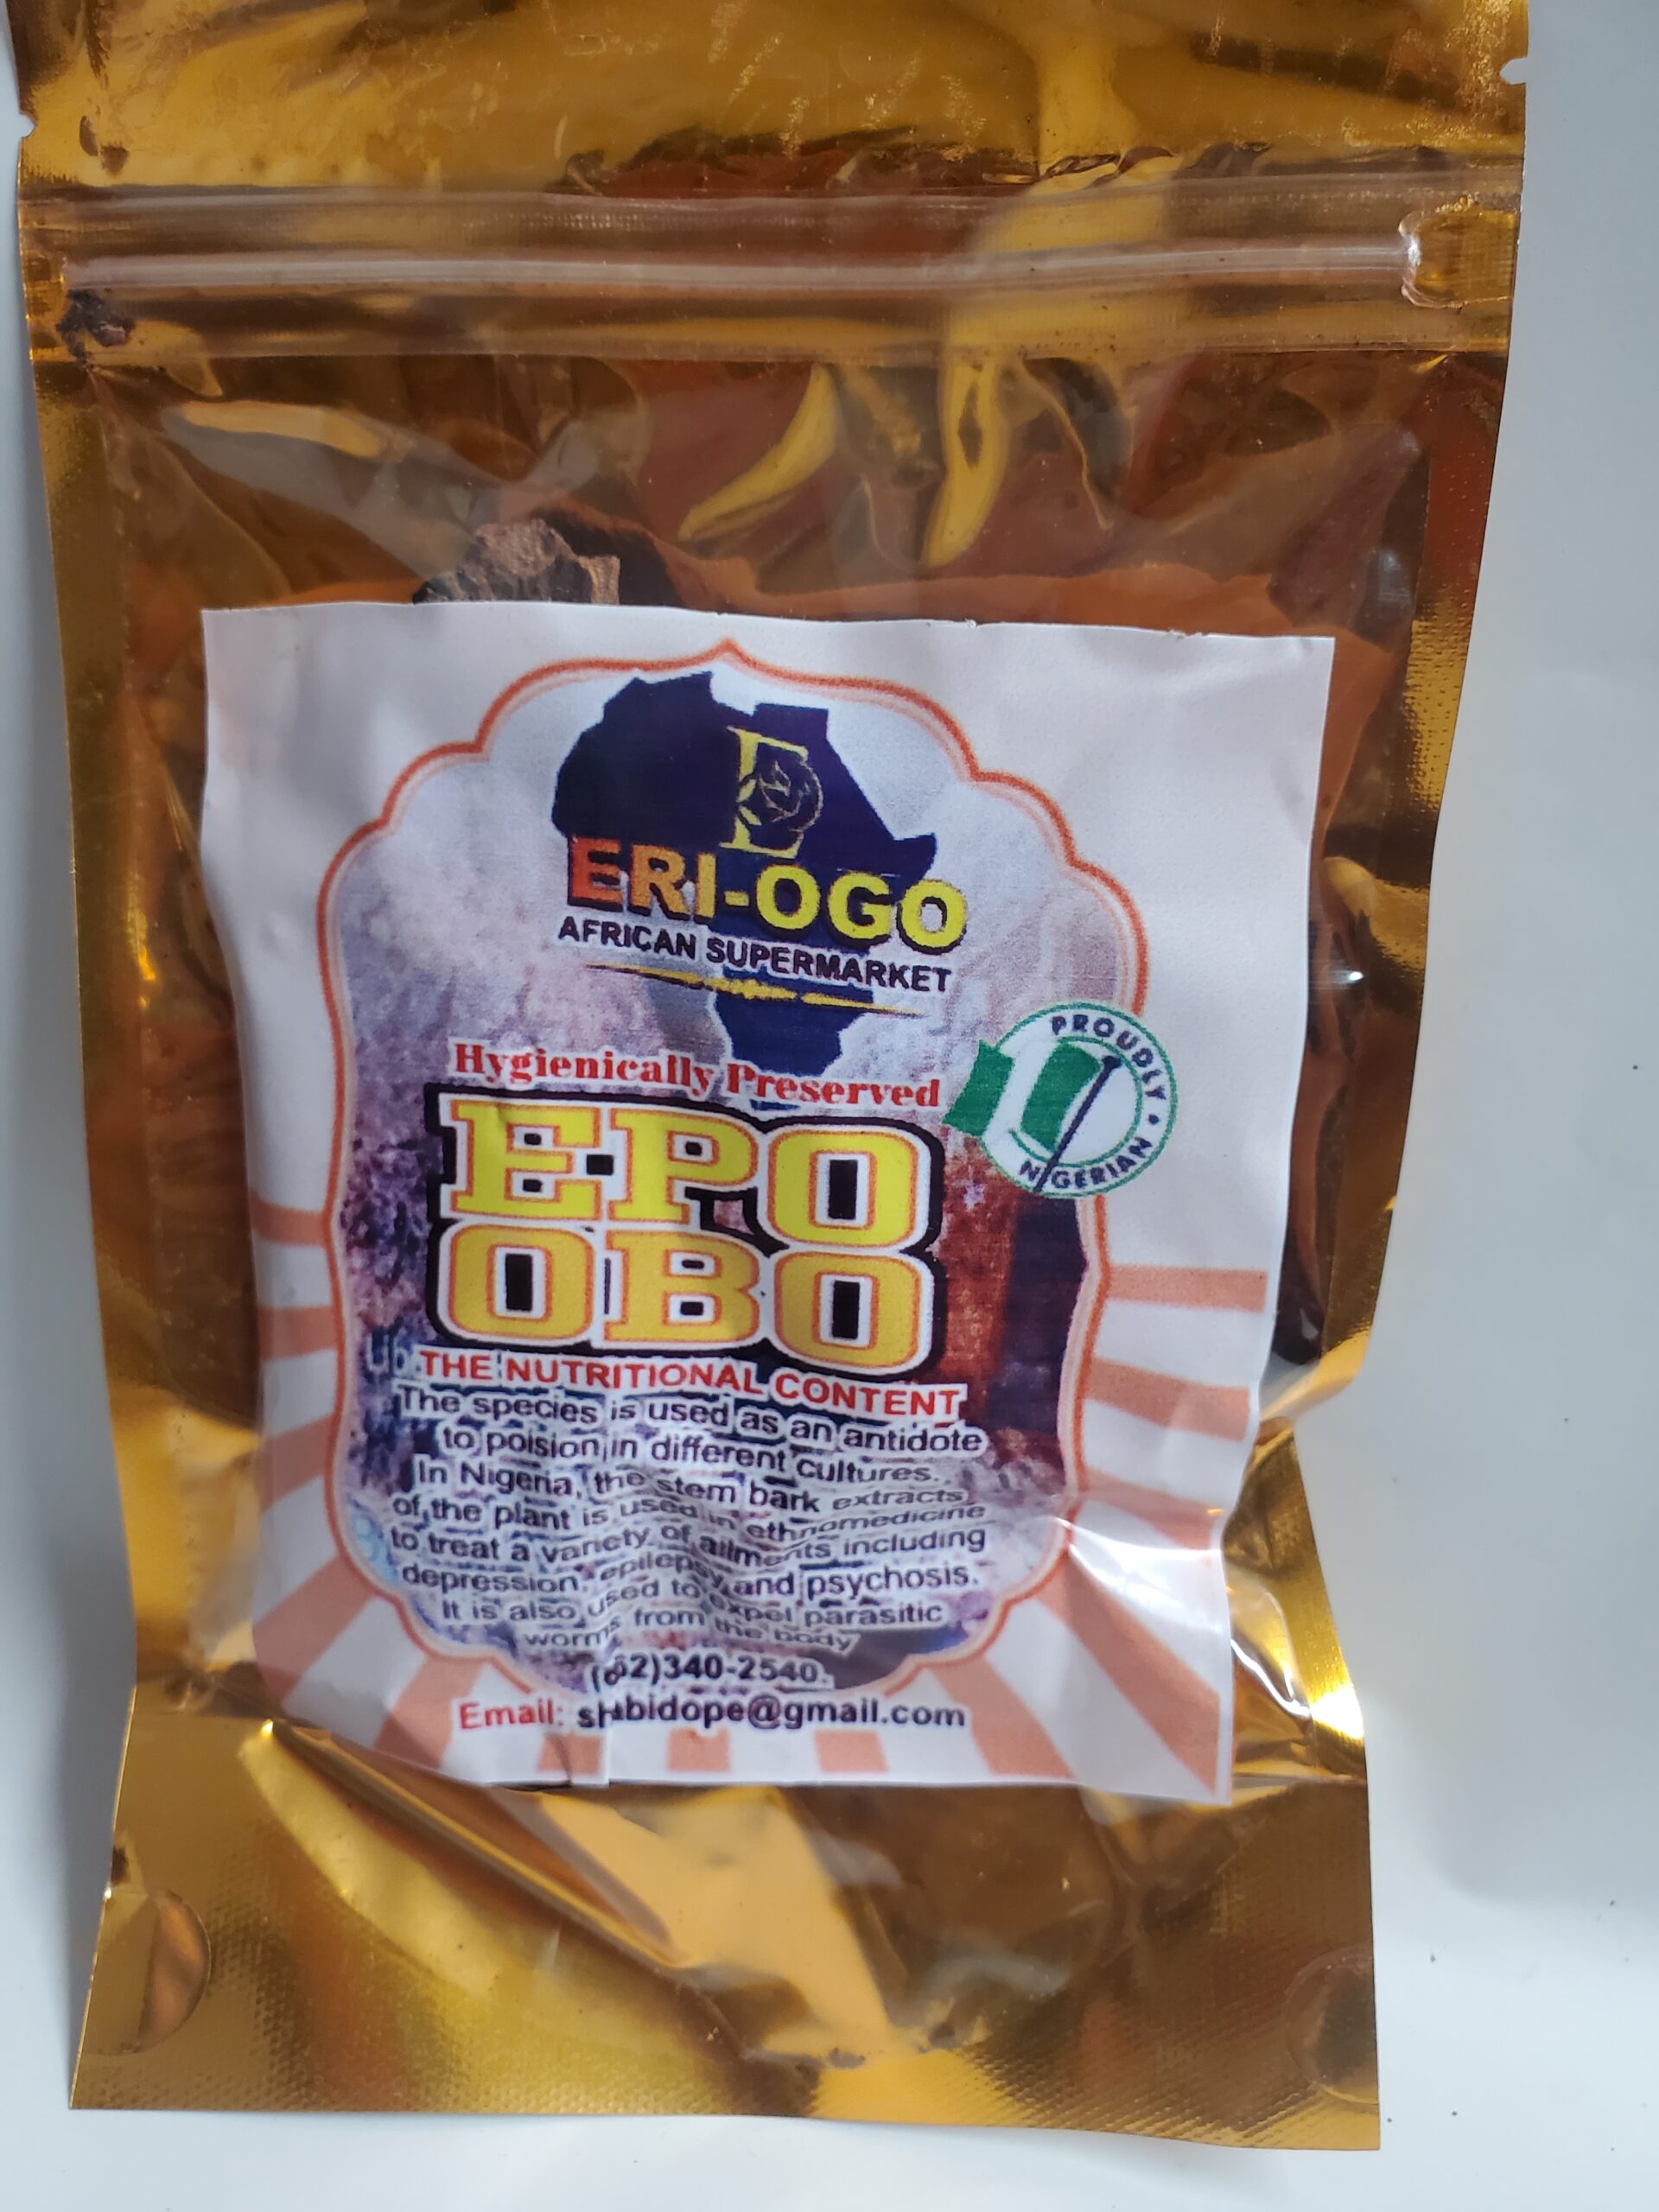 E
ERI-OGO
AFRICAN SUPERMARKET
PROUDLY • NIGERIAN
Hygienically Preserved
EPO
OBO
THE NUTRITIONAL CONTENT
The species is used as an antidote
to poision in different cultures.
In Nigeria, the stem bark extracts
of the plant is used in ethnomedicine
to treat a variety of ailments including
depression, epilepsy and psychosis.
It is also used to expel parasitic
worms from the body
340-2540.
Email: